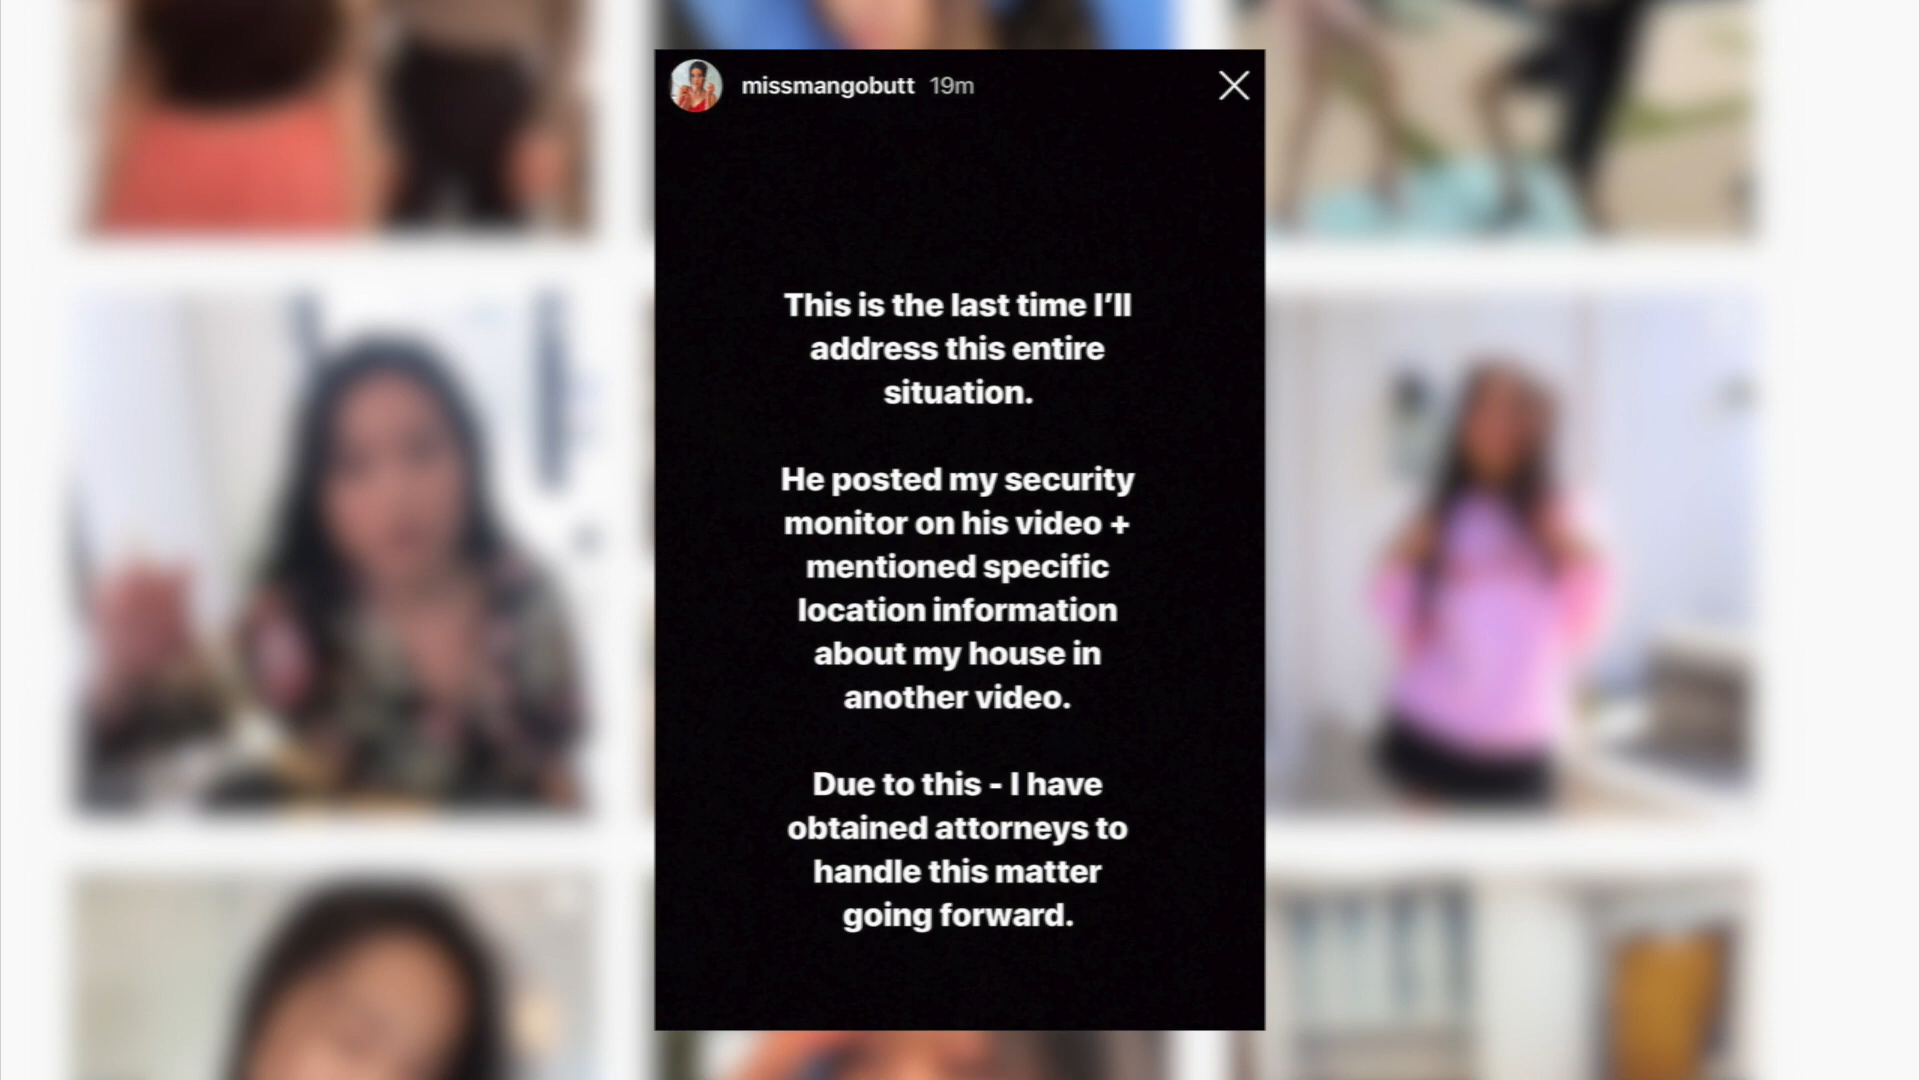 missmangobutt 19m
This is the last time I’ll
address this entire
situation.
He posted my security
monitor on his video +
mentioned specific
location information
about my house in
another video.
Due to this - I have
obtained attorneys to
handle this matter
going forward.